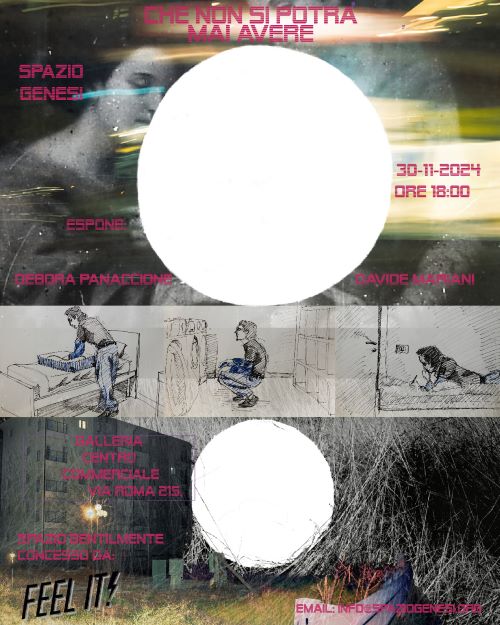 CHE NON SI POTRA
MAI AVERE
SPAZIO
GENESI
30-11-2024
ORE 18:00
ESPONE:
DEBORA PANACCIONE
DAVIDE MARIANI
GALLERIA
CENTRO
COMMERCIALE
VIA ROMA 215,
SPAZIO GENTILMENTE
CONCESSO DA:
FEEL IT!
EMAIL: INFO@SPAZIOGENESI.ORG